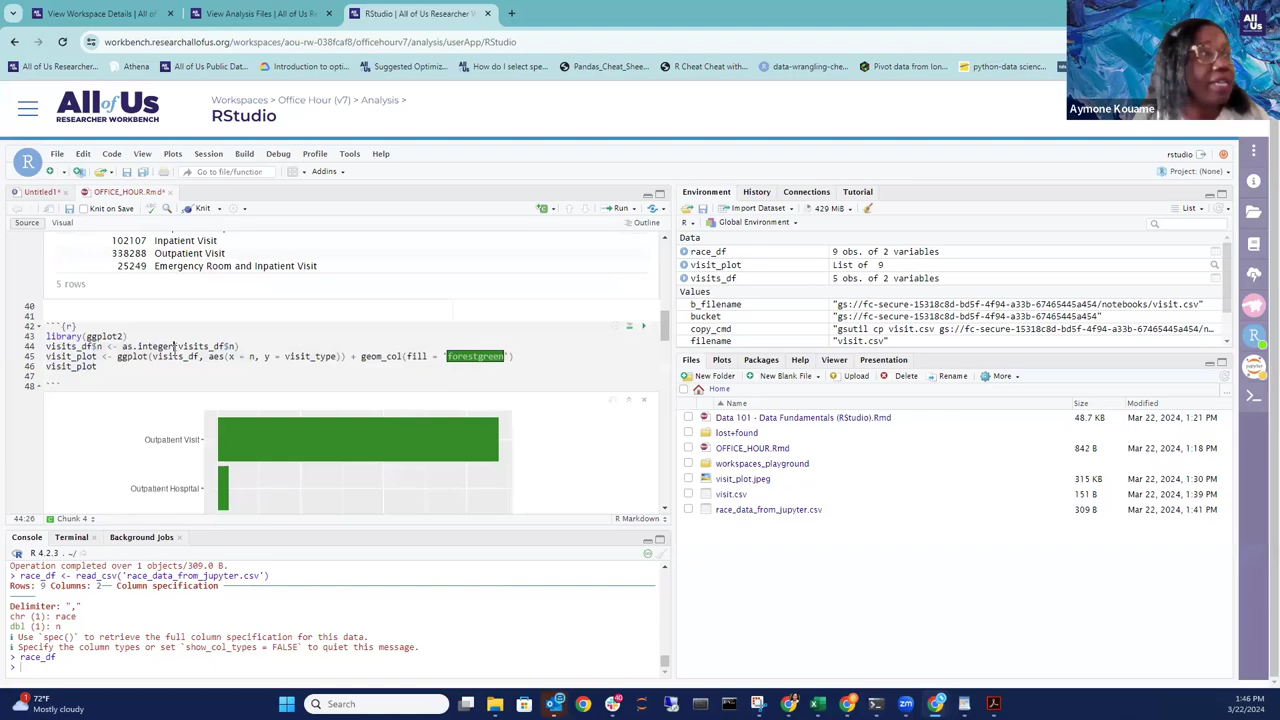 View Workspace Details | All of U
View Analysis Files | All of Us Re
RStudio | All of Us Researcher W
workbench.researchallofus.org/workspaces/aou-rw-038fcaf8/officehourv7/analysis/userApp/RStudio
All of Us Researcher...
Athena
All of Us Public Dat...
Introduction to opti...
Suggested Optimiz...
How do I select spe...
Pandas_Cheat_Shee...
R Cheat Cheat with...
data-wrangling-che...
Pivot data from lon...
python-data scienc...
All of Us
RESEARCHER WORKBENCH
Workspaces > Office Hour (v7) > Analysis >
RStudio
All of Us
Aymone Kouame
File Edit Code View Plots Session Build Debug Profile Tools Help
rstudio
Go to file/function
Addins
Project: (None)
Untitled1*
OFFICE_HOUR.Rmd*
Knit on Save
Knit
Run
Source Visual
Outline
102107 Inpatient Visit
338288 Outpatient Visit
25249 Emergency Room and Inpatient Visit
5 rows
40
41
42 ```{r}
43 library(ggplot2)
44 visits_df$n <- as.integer(visits_df$n)
45 visit_plot <- ggplot(visits_df, aes(x = n, y = visit_type)) + geom_col(fill = 'forestgreen')
46 visit_plot
47
48 ```
Outpatient Visit
Outpatient Hospital
44:26
Chunk 4
R Markdown
Console Terminal Background Jobs
R 4.2.3 . ~/
Operation completed over 1 objects/309.0 B.
> race_df <- read_csv('race_data_from_jupyter.csv')
Rows: 9 Columns: 2── Column specification ────
Delimiter: ","
chr (1): race
dbl (1): n
ℹ Use `spec()` to retrieve the full column specification for this data.
ℹ Specify the column types or set `show_col_types = FALSE` to quiet this message.
> race_df
>
Environment History Connections Tutorial
Import Dataset
429 MiB
List
R
Global Environment
Data
race_df 9 obs. of 2 variables
visit_plot List of 9
visits_df 5 obs. of 2 variables
Values
b_filename "gs://fc-secure-15318c8d-bd5f-4f94-a33b-67465445a454/notebooks/visit.csv"
bucket "gs://fc-secure-15318c8d-bd5f-4f94-a33b-67465445a454"
copy_cmd "gsutil cp visit.csv gs://fc-secure-15318c8d-bd5f-4f94-a33b-67465445a454/n...
filename "visit.csv"
Files Plots Packages Help Viewer Presentation
New Folder
New Blank File
Upload
Delete
Rename
More
Home
Name Size Modified
Data 101 - Data Fundamentals (RStudio).Rmd 48.7 KB Mar 22, 2024, 1:21 PM
lost+found
OFFICE_HOUR.Rmd 842 B Mar 22, 2024, 1:18 PM
workspaces_playground
visit_plot.jpeg 315 KB Mar 22, 2024, 1:30 PM
visit.csv 151 B Mar 22, 2024, 1:39 PM
race_data_from_jupyter.csv 309 B Mar 22, 2024, 1:41 PM
72°F
Mostly cloudy
Search
1:46 PM
3/22/2024